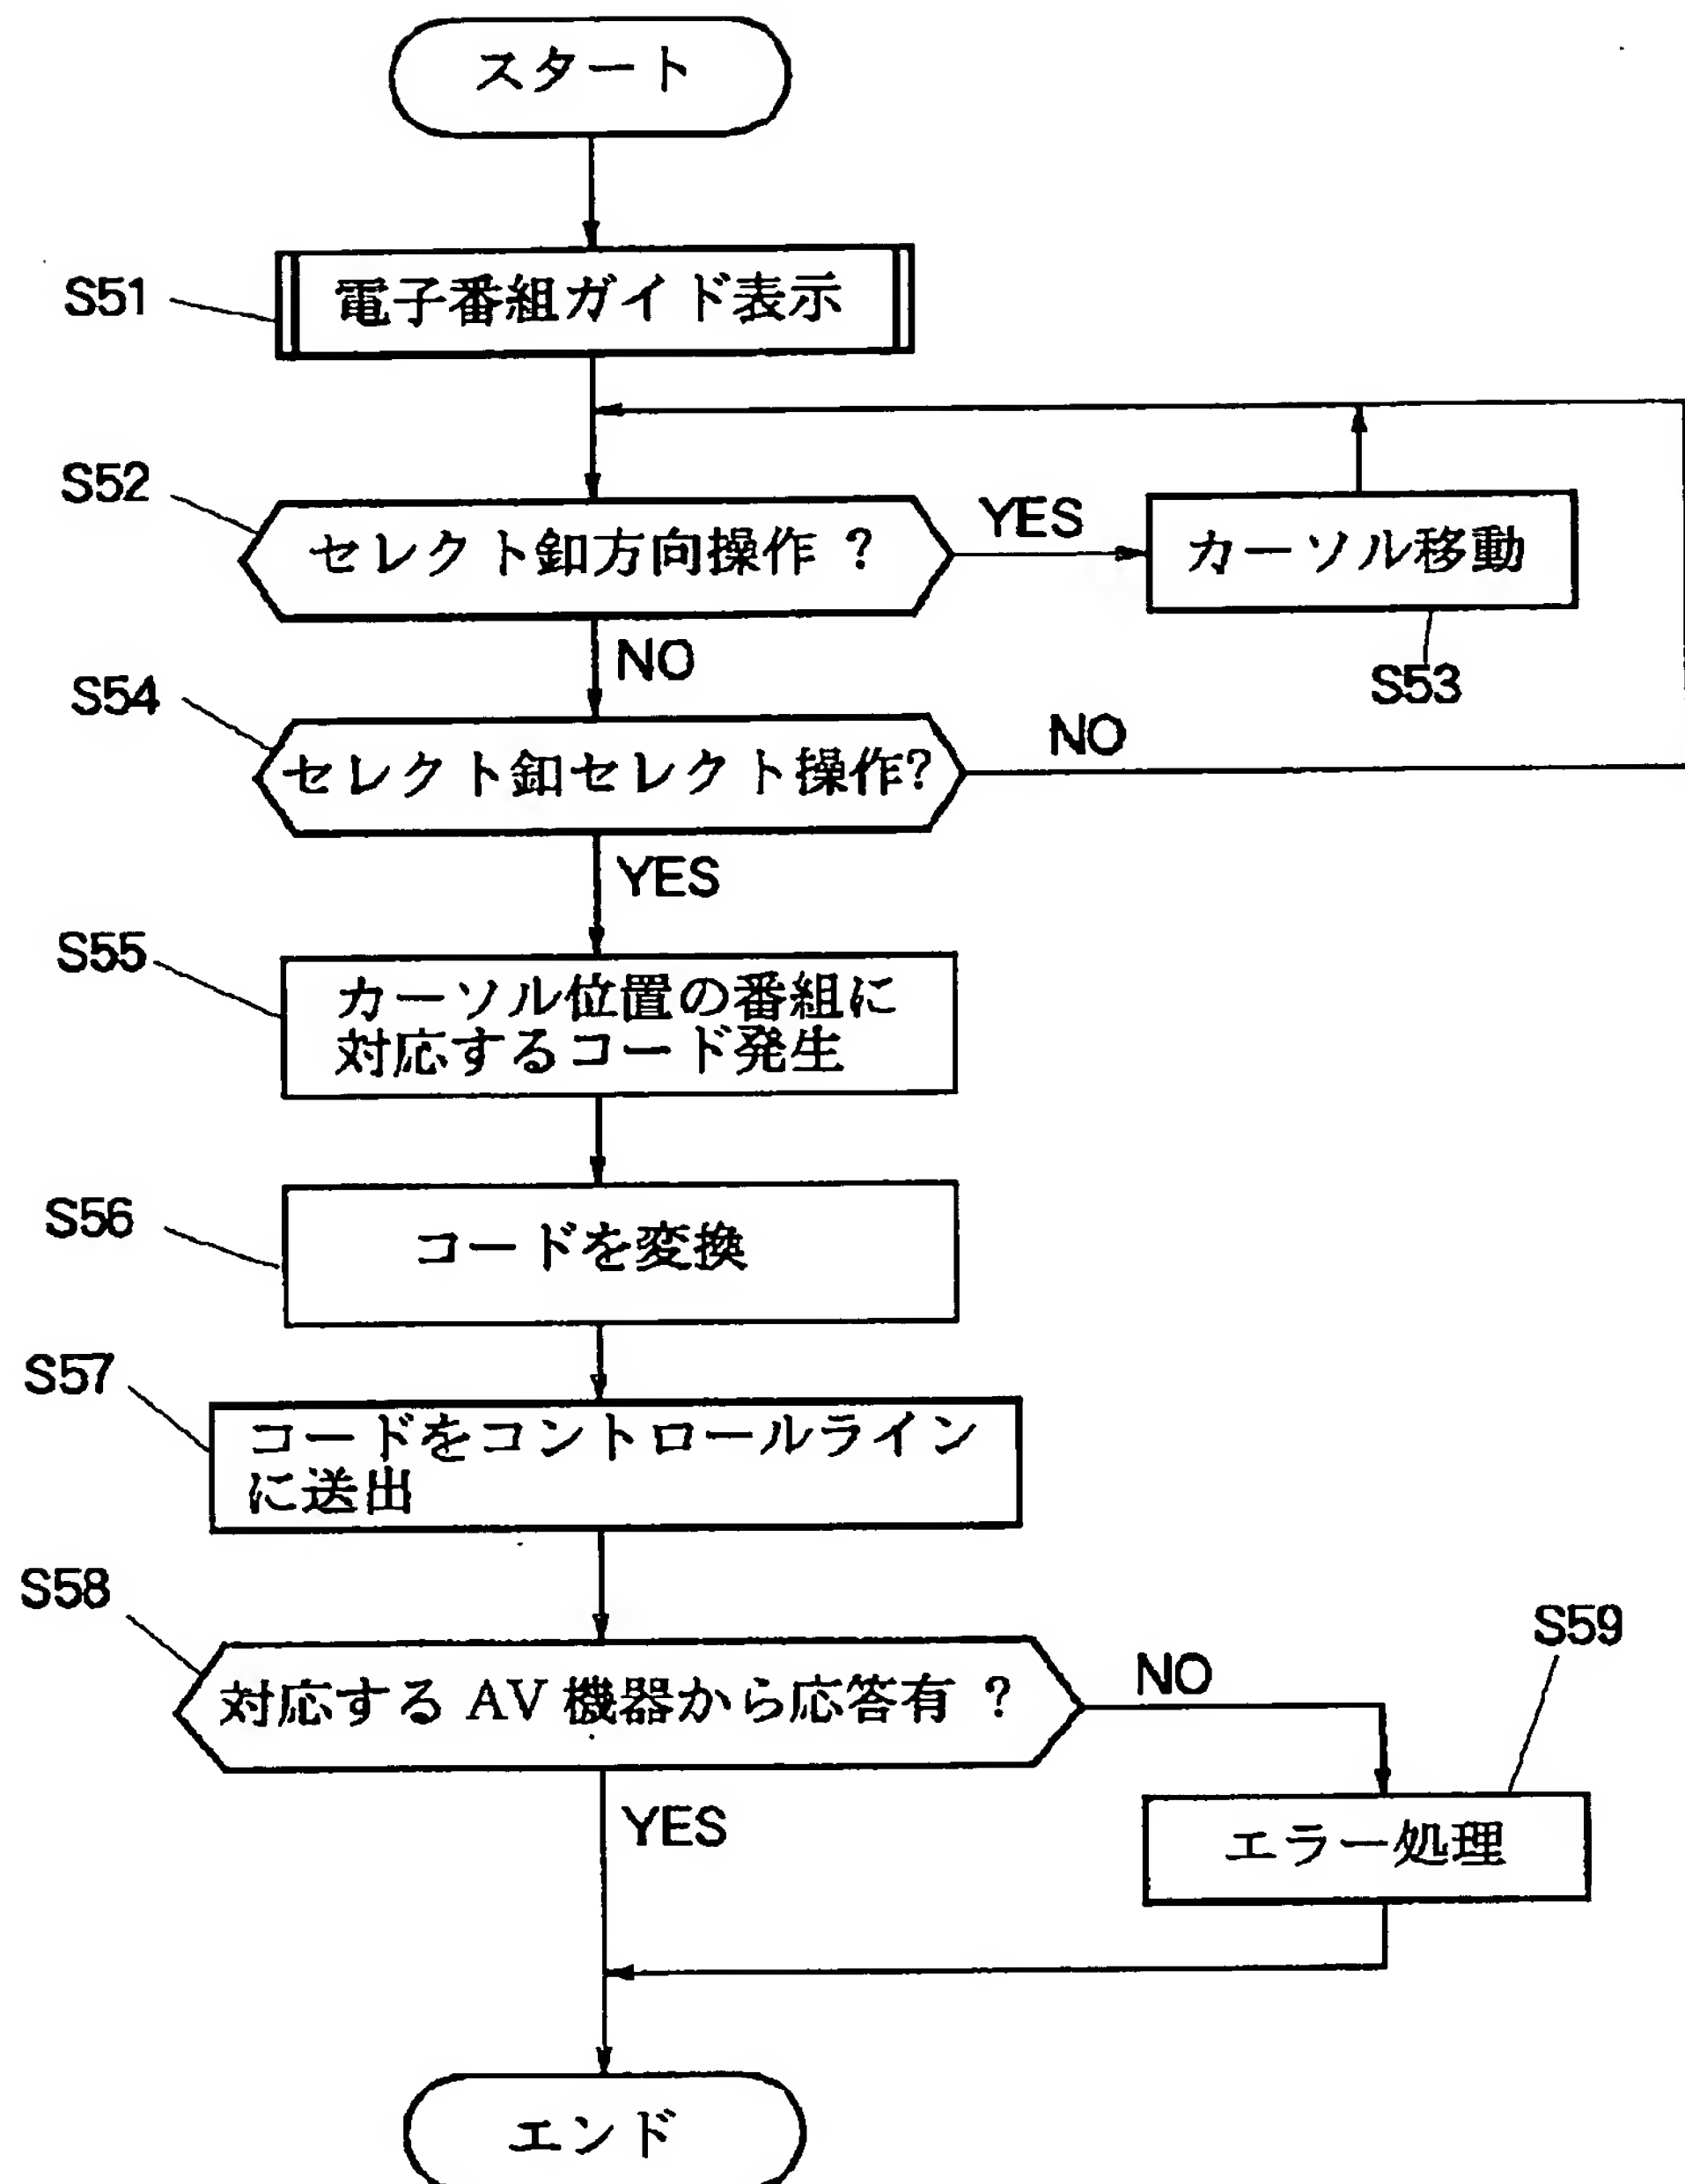 スタート
S51
電子番組ガイド表示
S52
セレクト釦方向操作 ?
YES
カーソル移動
S53
NO
S54
セレクト釦セレクト操作?
NO
YES
S55
カーソル位置の番組に
対応するコード発生
S56
コードを変換
S57
コードをコントロールライン
に送出
S58
対応する AV 機器から応答有 ?
NO
S59
YES
エラー処理
エンド